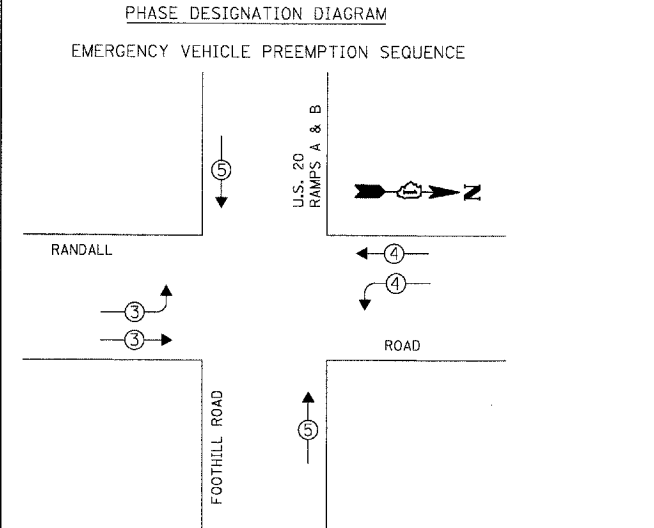 PHASE DESIGNATION DIAGRAM
EMERGENCY VEHICLE PREEMPTION SEQUENCE
U.S. 20
RAMPS A & B
5
N
RANDALL
4
4
3
3
ROAD
FOOTHILL ROAD
5